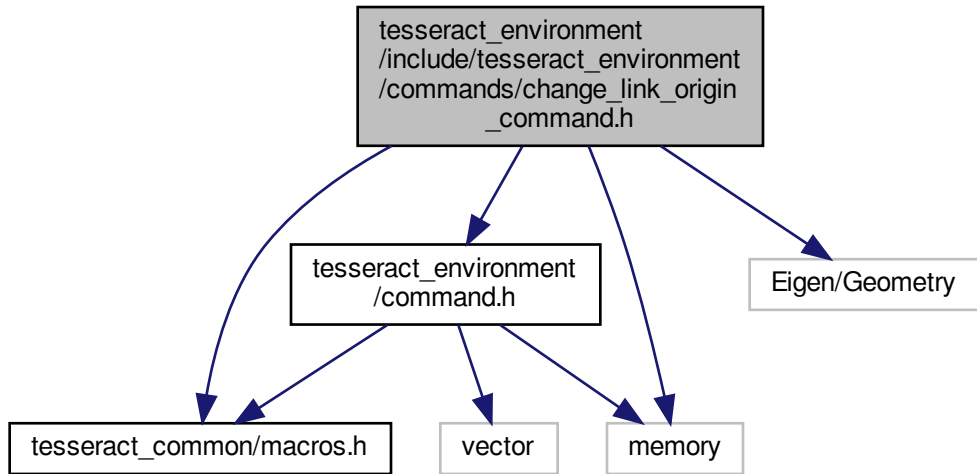 tesseract_environment
/include/tesseract_environment
/commands/change_link_origin
_command.h
tesseract_environment
/command.h
Eigen/Geometry
tesseract_common/macros.h
vector
memory